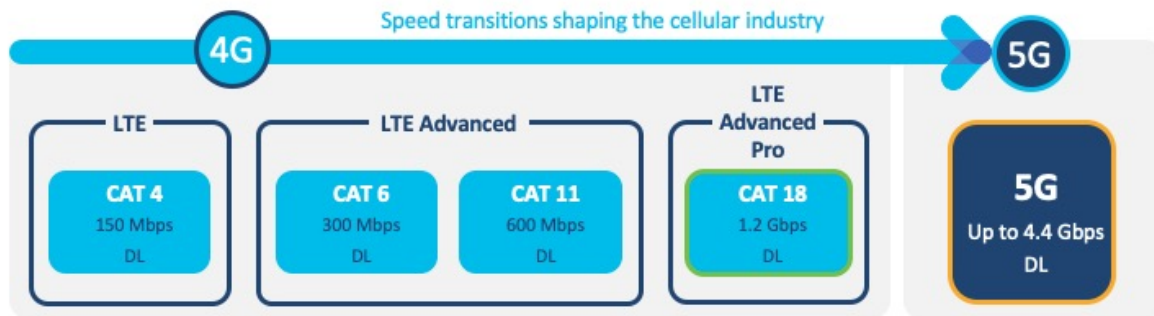 Speed transitions shaping the cellular industry
4G
5G
LTE
CAT 4
150 Mbps
DL
LTE Advanced
CAT 6
300 Mbps
DL
CAT 11
600 Mbps
DL
LTE
Advanced
Pro
CAT 18
1.2 Gbps
DL
5G
Up to 4.4 Gbps
DL